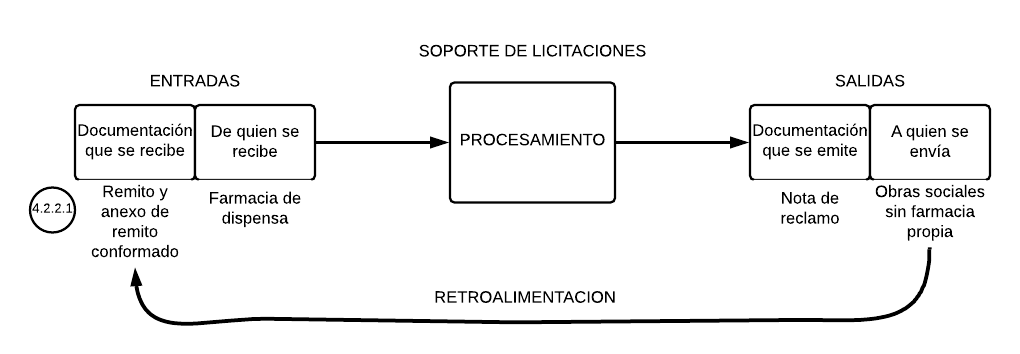 SOPORTE DE LICITACIONES
ENTRADAS
SALIDAS
Documentación
que se recibe
De quien se
recibe
PROCESAMIENTO
Documentación
que se emite
A quien se
envía
4.2.2.1
Remito y
anexo de
remito
conformado
Farmacia de
dispensa
Nota de
reclamo
Obras sociales
sin farmacia
propia
RETROALIMENTACION